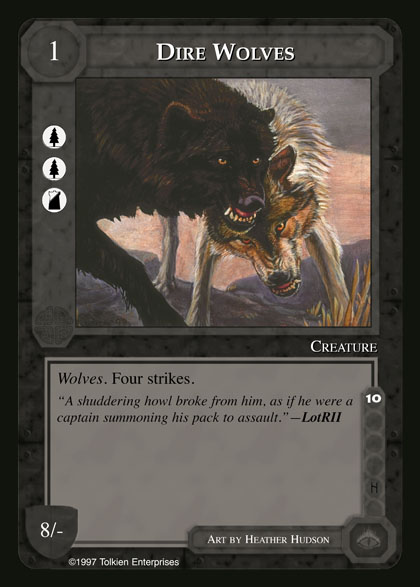 1
DIRE WOLVES
CREATURE
Wolves. Four strikes.
“A shuddering howl broke from him, as if he were a
captain summoning his pack to assault.”—LotRII
10
8/-
ART BY HEATHER HUDSON
©1997 Tolkien Enterprises